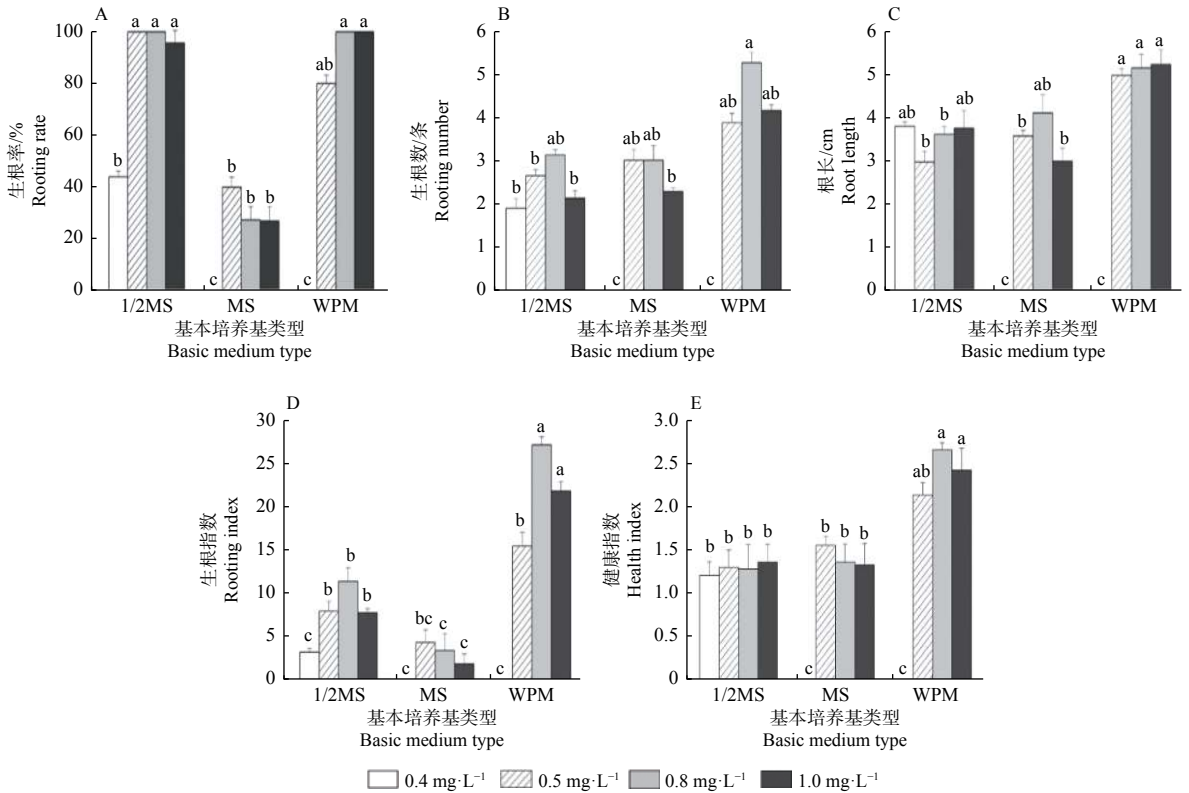 A
a a a
a a
100
ab
80
60
b
b
40
b b
20
c
c
0
1/2MS MS WPM
生根率/%
Rooting rate
基本培养基类型
Basic medium type
B
6
a
5
ab
ab
4
ab ab
ab
3
b
b
b
b
2
1
c
c
0
1/2MS MS WPM
生根数/条
Rooting number
基本培养基类型
Basic medium type
C
6
a a a
5
ab
ab
ab
b
4
b
b
b
3
2
1
c
c
0
1/2MS MS WPM
根长/cm
Root length
基本培养基类型
Basic medium type
D
30
a
25
a
20
b
15
b
b
b
10
bc
c
5
c
c
c
c
0
1/2MS MS WPM
生根指数
Rooting index
基本培养基类型
Basic medium type
E
3.0
a
a
2.5
ab
2.0
b b b b
b
b b
1.5
1.0
0.5
c
c
0
1/2MS MS WPM
健康指数
Health index
基本培养基类型
Basic medium type
0.4 mg·L⁻¹ 0.5 mg·L⁻¹ 0.8 mg·L⁻¹ 1.0 mg·L⁻¹